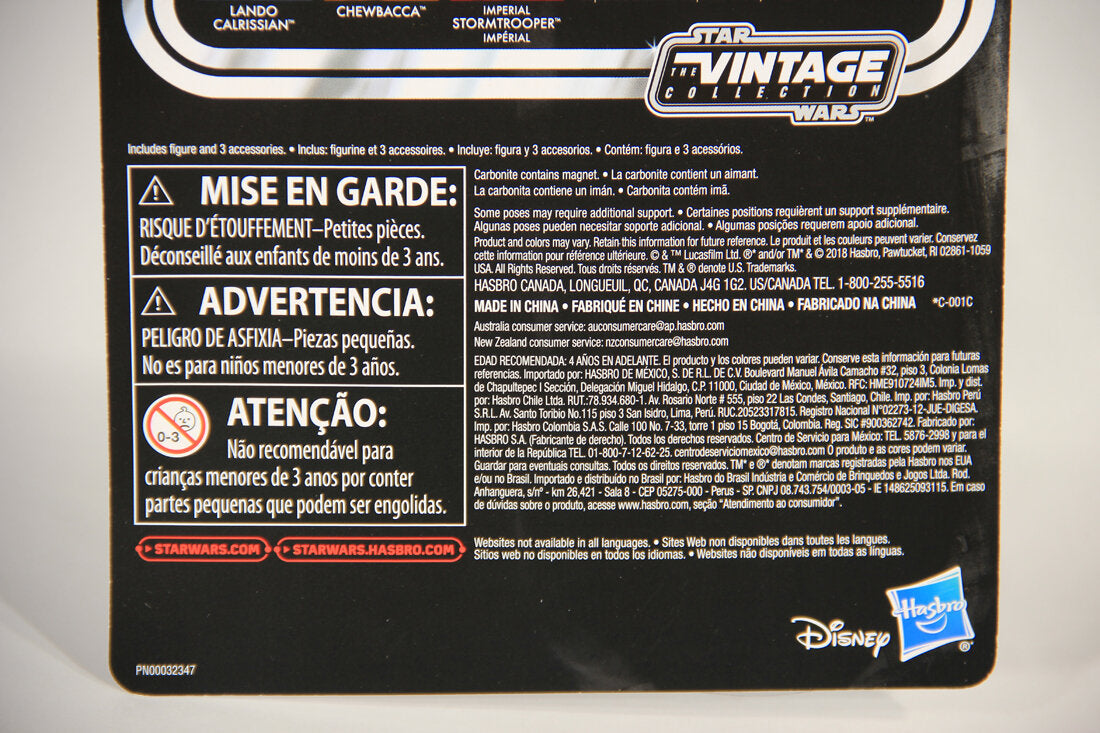 LANDO
CALRISSIAN™
CHEWBACCA™
IMPERIAL
STORMTROOPER™
IMPÉRIAL
STAR
THE VINTAGE
COLLECTION
WARS™
Includes figure and 3 accessories. • Inclus: figurine et 3 accessoires. • Incluye: figura y 3 accesorios. • Contém: figura e 3 acessórios.
MISE EN GARDE:
RISQUE D'ÉTOUFFEMENT–Petites pièces.
Déconseillé aux enfants de moins de 3 ans.
ADVERTENCIA:
PELIGRO DE ASFIXIA–Piezas pequeñas.
No es para niños menores de 3 años.
0-3
ATENÇÃO:
Não recomendável para
crianças menores de 3 anos por conter
partes pequenas que podem ser engolidas.
STARWARS.COM
STARWARS.HASBRO.COM
Carbonite contains magnet. • La carbonite contient un aimant.
La carbonita contiene un imán. • Carbonita contém imã.
Some poses may require additional support. • Certaines positions requièrent un support supplémentaire.
Algunas poses pueden necesitar soporte adicional. • Algumas posições requerem apoio adicional.
Product and colors may vary. Retain this information for future reference. Le produit et les couleurs peuvent varier. Conservez
cette information pour référence ultérieure. © & ™ Lucasfilm Ltd. ®* and/or TM* & © 2018 Hasbro, Pawtucket, RI 02861-1059
USA. All Rights Reserved. Tous droits réservés. TM & ® denote U.S. Trademarks.
HASBRO CANADA, LONGUEUIL, QC, CANADA J4G 1G2. US/CANADA TEL. 1-800-255-5516
MADE IN CHINA • FABRIQUÉ EN CHINE • HECHO EN CHINA • FABRICADO NA CHINA *C-001C
Australia consumer service: auconsumercare@ap.hasbro.com
New Zealand consumer service: nzconsumercare@hasbro.com
EDAD RECOMENDADA: 4 AÑOS EN ADELANTE. El producto y los colores pueden variar. Conserve esta información para futuras
referencias. Importado por: HASBRO DE MÉXICO, S. DE R.L. DE C.V. Boulevard Manuel Ávila Camacho #32, piso 3, Colonia Lomas
de Chapultepec I Sección, Delegación Miguel Hidalgo, C.P. 11000, Ciudad de México, México. RFC: HME910724IM5. Imp. y dist.
por: Hasbro Chile Ltd. RUT.:78.934.680-1. Av. Rosario Norte # 555, piso 22 Las Condes, Santiago, Chile. Imp. por: Hasbro Perú
S.R.L. Av. Santo Toribio No.115 piso 3 San Isidro, Lima, Perú. RUC.20523317815. Registro Nacional N°02273-12-JUE-DIGESA.
Imp. por: Hasbro Colombia S.A.S. Calle 100 No. 7-33, torre 1 piso 15 Bogotá, Colombia. Reg. SIC #900362742. Fabricado por:
HASBRO S.A. (Fabricante de derecho). Todos los derechos reservados. Centro de Servicio para México: TEL. 5876-2998 y para el
interior de la República TEL. 01-800-7-12-62-25. centrodeserviciomexico@hasbro.com O produto e as cores podem variar.
Guardar para eventuais consultas. Todos os direitos reservados. TM* e ®* denotam marcas registradas pela Hasbro nos EUA
e/ou no Brasil. Importado e distribuído no Brasil por: Hasbro do Brasil Indústria e Comércio de Brinquedos e Jogos Ltda. Rod.
Anhanguera, s/nº - km 26,421 - Sala 8 - CEP 05275-000 - Perus - SP. CNPJ 08.743.754/0003-05 - IE 148625093115. Em caso
de dúvidas sobre o produto, acesse www.hasbro.com, seção "Atendimento ao consumidor".
Websites not available in all languages. • Sites Web non disponibles dans toutes les langues.
Sitios web no disponibles en todos los idiomas. • Websites não disponíveis em todas as línguas.
Disney
Hasbro®
PN00032347